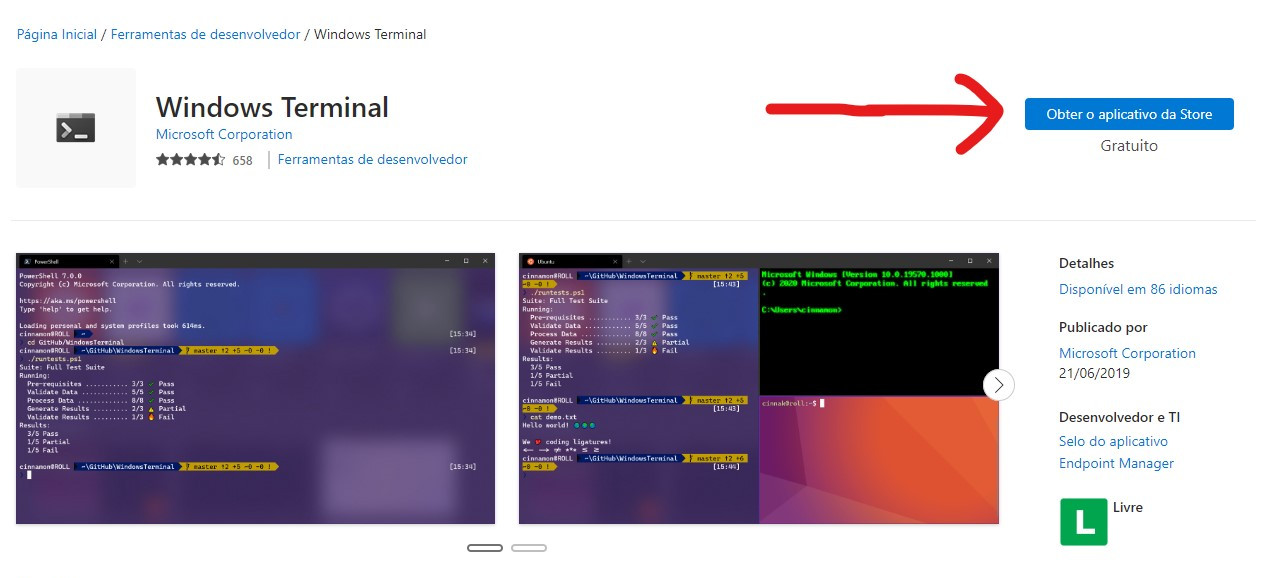 Página Inicial / Ferramentas de desenvolvedor / Windows Terminal
Windows Terminal
Microsoft Corporation
658
Ferramentas de desenvolvedor
Obter o aplicativo da Store
Gratuito
PowerShell
PowerShell 7.0.0
Copyright (c) Microsoft Corporation. All rights reserved.
https://aka.ms/powershell
Type 'help' to get help.
Loading personal and system profiles took 614ms.
cinnamon@ROLL ~ [15:34]
cd GitHub/WindowsTerminal
cinnamon@ROLL ~\GitHub\WindowsTerminal master ↑2 +5 ~0 -0 ! [15:34]
./runtests.ps1
Suite: Full Test Suite
Running:
Pre-requisites ........... 3/3 ✓ Pass
Validate Data ............ 5/5 ✓ Pass
Process Data ............. 8/8 ✓ Pass
Generate Results ......... 2/3 ⚠ Partial
Validate Results ......... 1/3 🔥 Fail
Results:
3/5 Pass
1/5 Partial
1/5 Fail
cinnamon@ROLL ~\GitHub\WindowsTerminal master ↑2 +5 ~0 -0 ! [15:34]
Ubuntu
cinnamon@ROLL ~\GitHub\WindowsTerminal master ↑2 +5
~0 -0 ! [15:43]
./runtests.ps1
Suite: Full Test Suite
Running:
Pre-requisites ........... 3/3 ✓ Pass
Validate Data ............ 5/5 ✓ Pass
Process Data ............. 8/8 ✓ Pass
Generate Results ......... 2/3 ⚠ Partial
Validate Results ......... 1/3 🔥 Fail
Results:
3/5 Pass
1/5 Partial
1/5 Fail
cinnamon@ROLL ~\GitHub\WindowsTerminal master ↑2 +5
~0 -0 ! [15:43]
cat demo.txt
Hello world!
We ❤ coding ligatures!
cinnamon@ROLL ~\GitHub\WindowsTerminal master ↑2 +6
~0 -0 ! [15:44]
Microsoft Windows [Version 10.0.19570.1000]
(c) 2020 Microsoft Corporation. All rights reserved
.
C:\Users\cinnamon>
cinnak@roll:~$
Detalhes
Disponível em 86 idiomas
Publicado por
Microsoft Corporation
21/06/2019
Desenvolvedor e TI
Selo do aplicativo
Endpoint Manager
L Livre